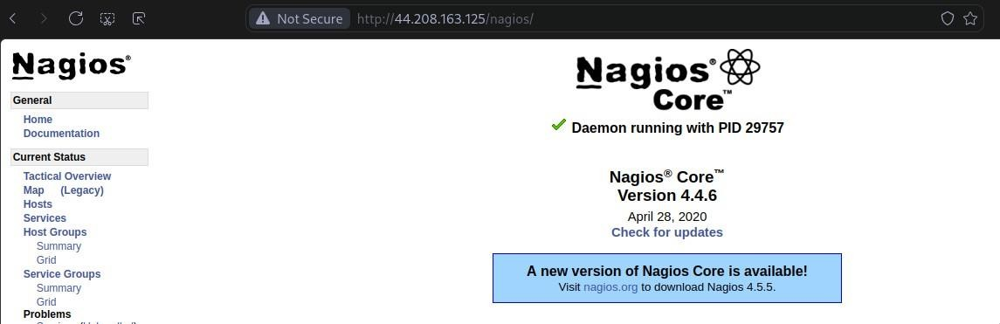 Not Secure http://44.208.163.125/nagios/
Nagios®
General
Home
Documentation
Current Status
Tactical Overview
Map (Legacy)
Hosts
Services
Host Groups
Summary
Grid
Service Groups
Summary
Grid
Problems
Nagios®
Core™
Daemon running with PID 29757
Nagios® Core™
Version 4.4.6
April 28, 2020
Check for updates
A new version of Nagios Core is available!
Visit nagios.org to download Nagios 4.5.5.